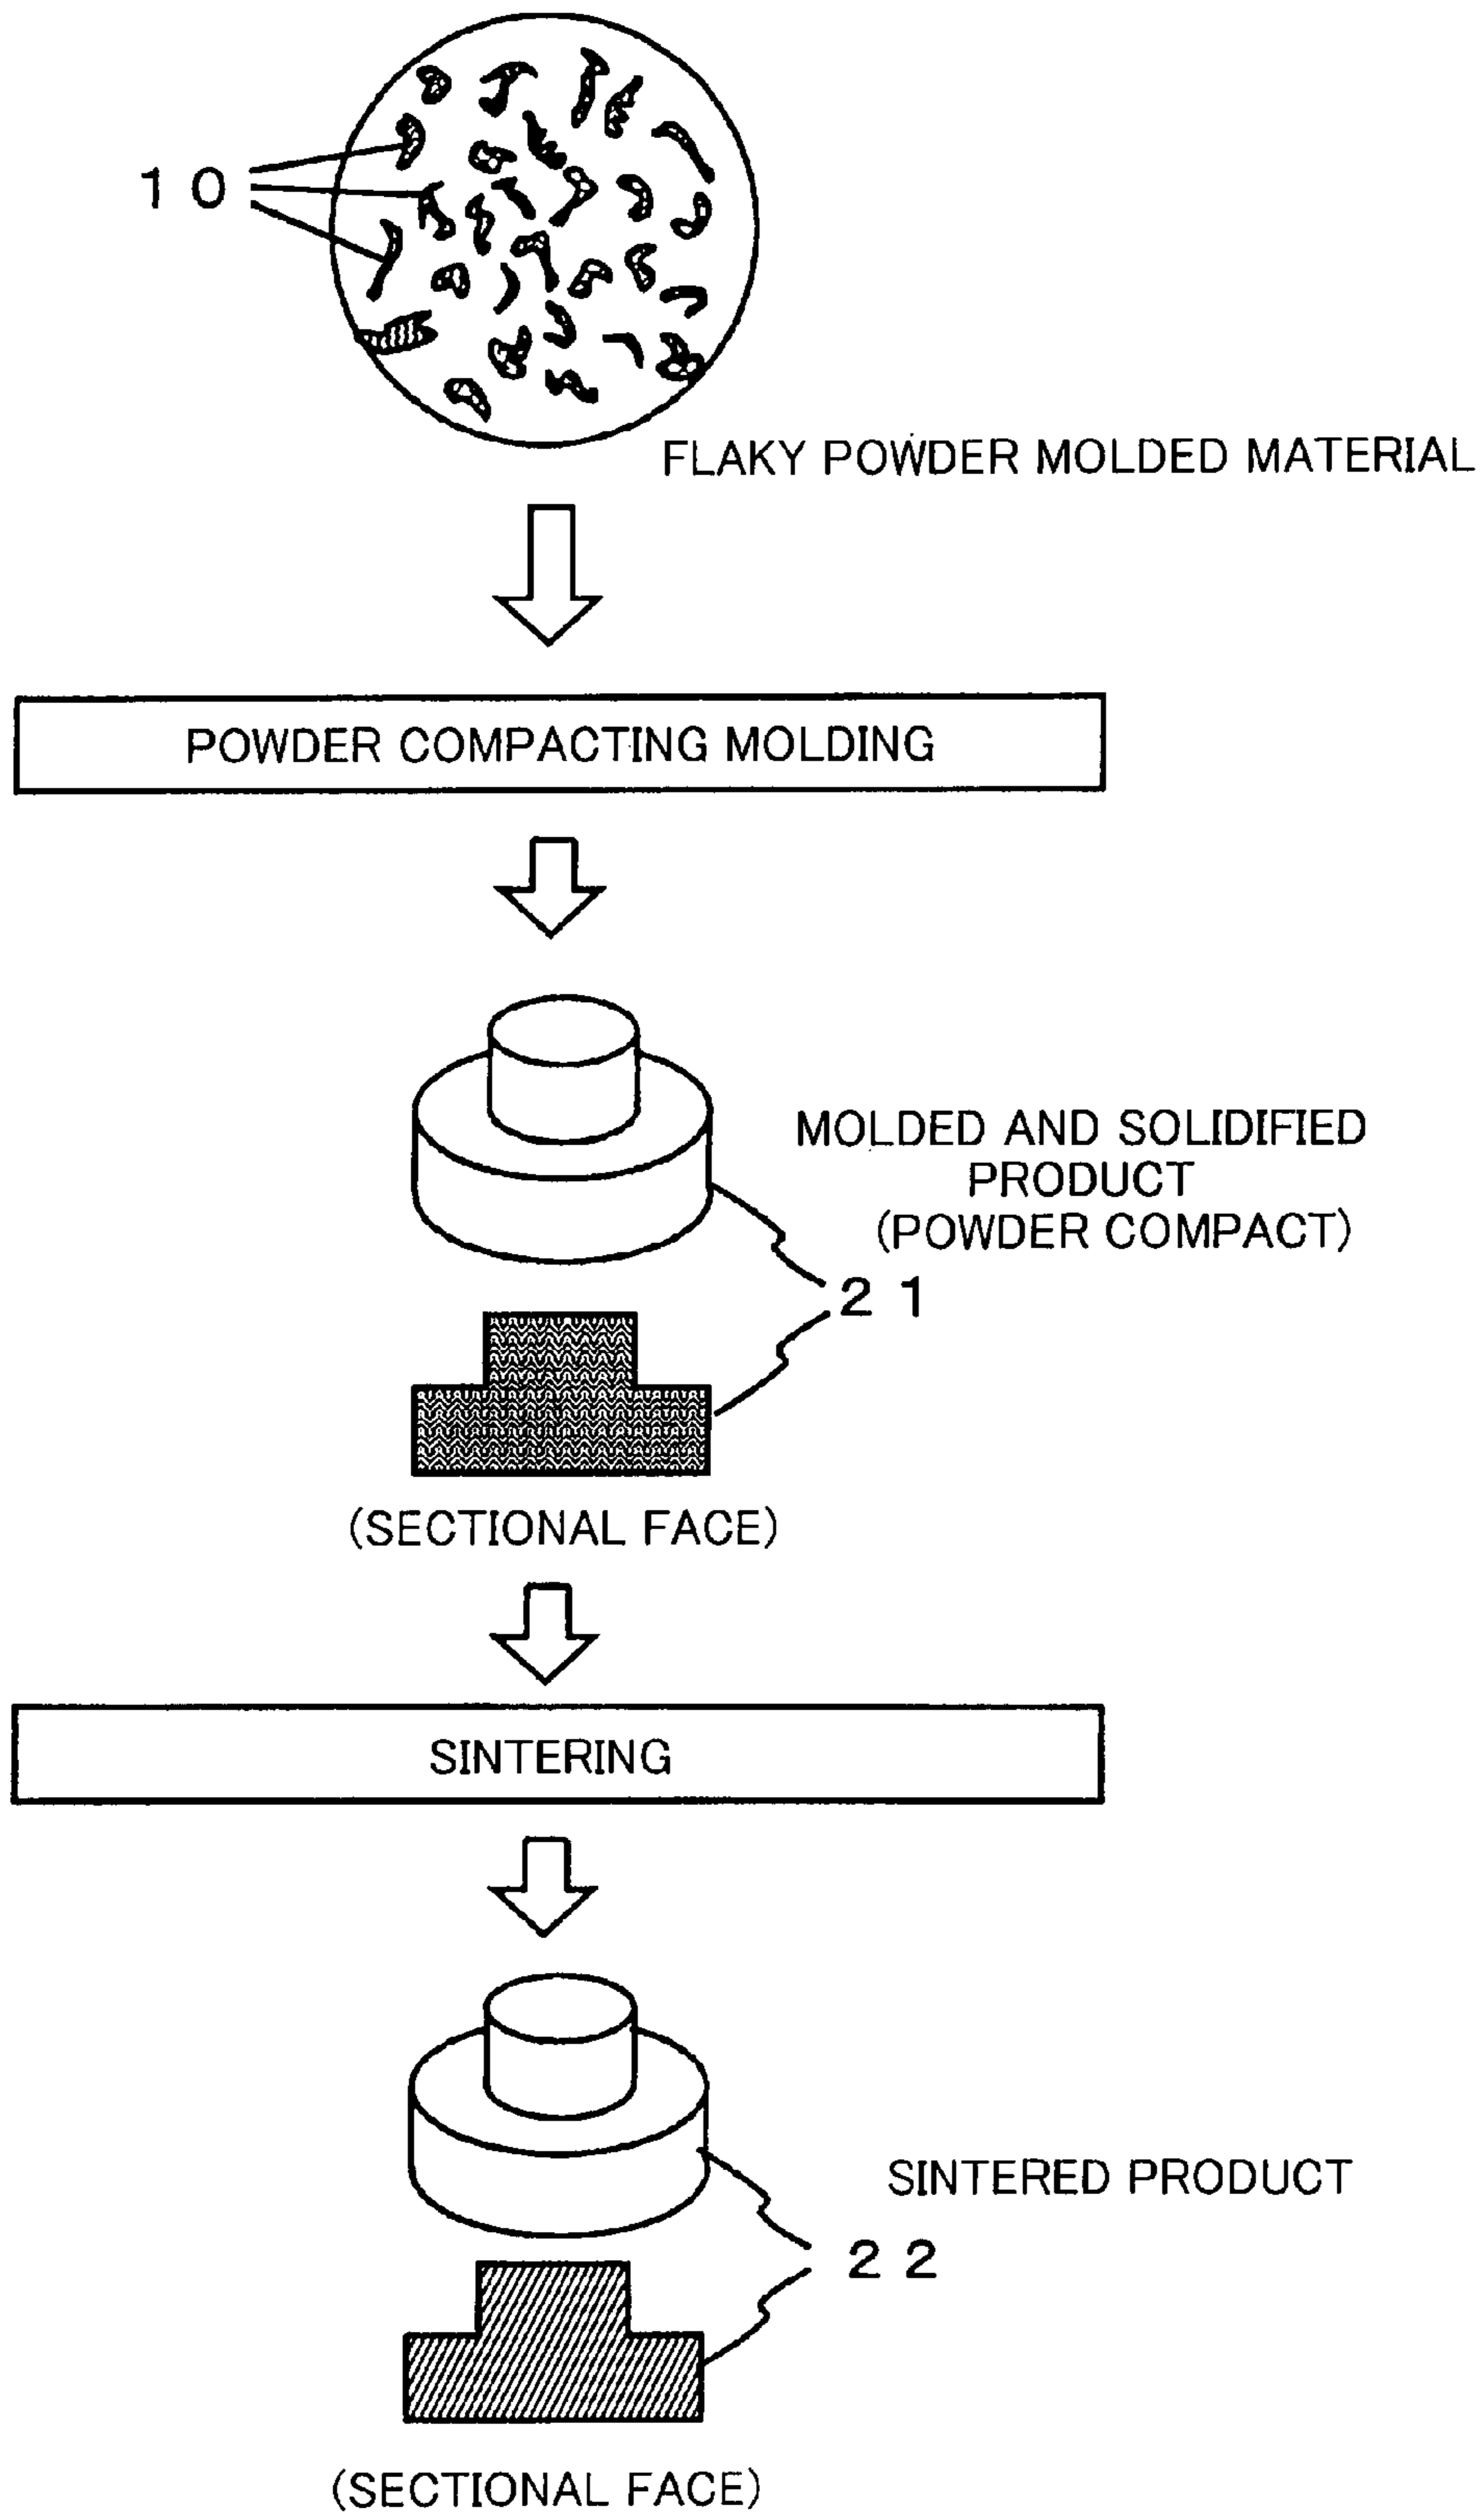 10
FLAKY POWDER MOLDED MATERIAL
POWDER COMPACTING MOLDING
MOLDED AND SOLIDIFIED
PRODUCT
(POWDER COMPACT)
21
(SECTIONAL FACE)
SINTERING
SINTERED PRODUCT
22
(SECTIONAL FACE)